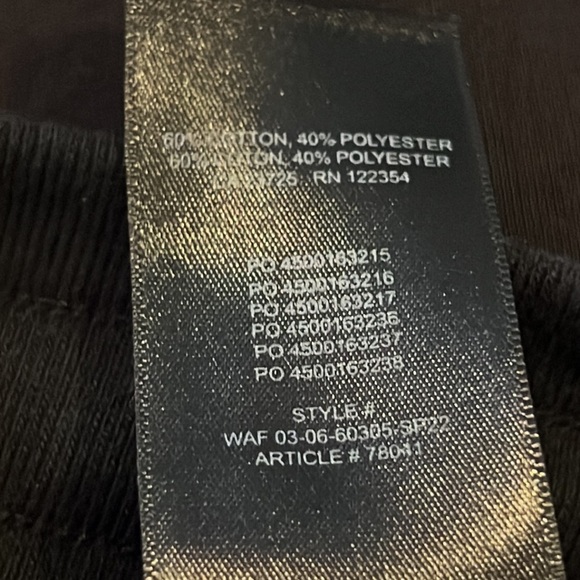 60% COTTON, 40% POLYESTER
60% COTTON, 40% POLYESTER
RN 122354
PO 4500163215
PO 4500163216
PO 4500163217
PO 4500163236
PO 4500163237
PO 4500163238
STYLE #
WAF 03-06-60305-SP22
ARTICLE # 78041